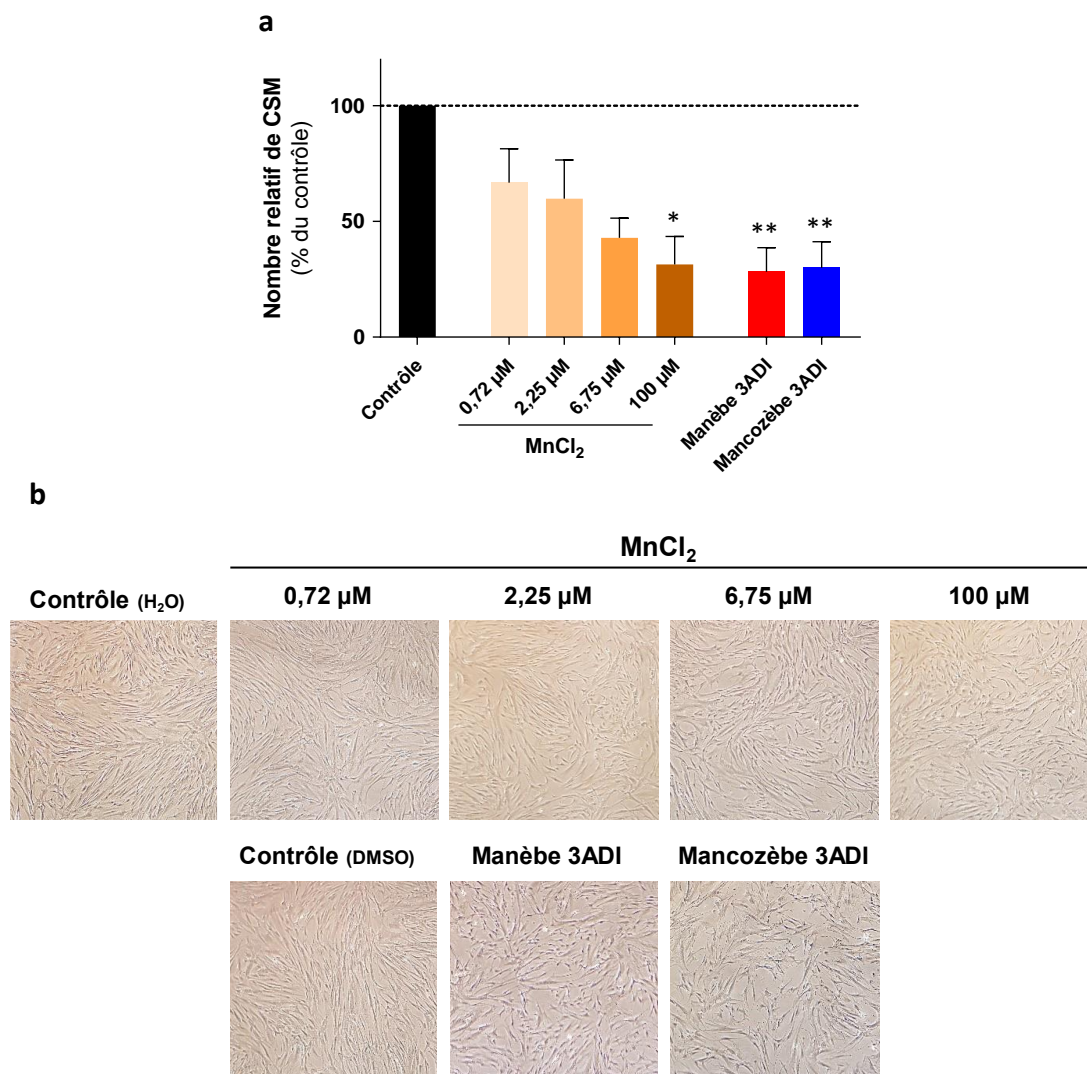 a
Nombre relatif de CSM
(% du contrôle)
100
50
0
*
**
**
Contrôle
0,72 µM
2,25 µM
6,75 µM
100 µM
Manèbe 3ADI
Mancozèbe 3ADI
MnCl₂
b
MnCl₂
Contrôle (H₂O)
0,72 µM
2,25 µM
6,75 µM
100 µM
Contrôle (DMSO)
Manèbe 3ADI
Mancozèbe 3ADI